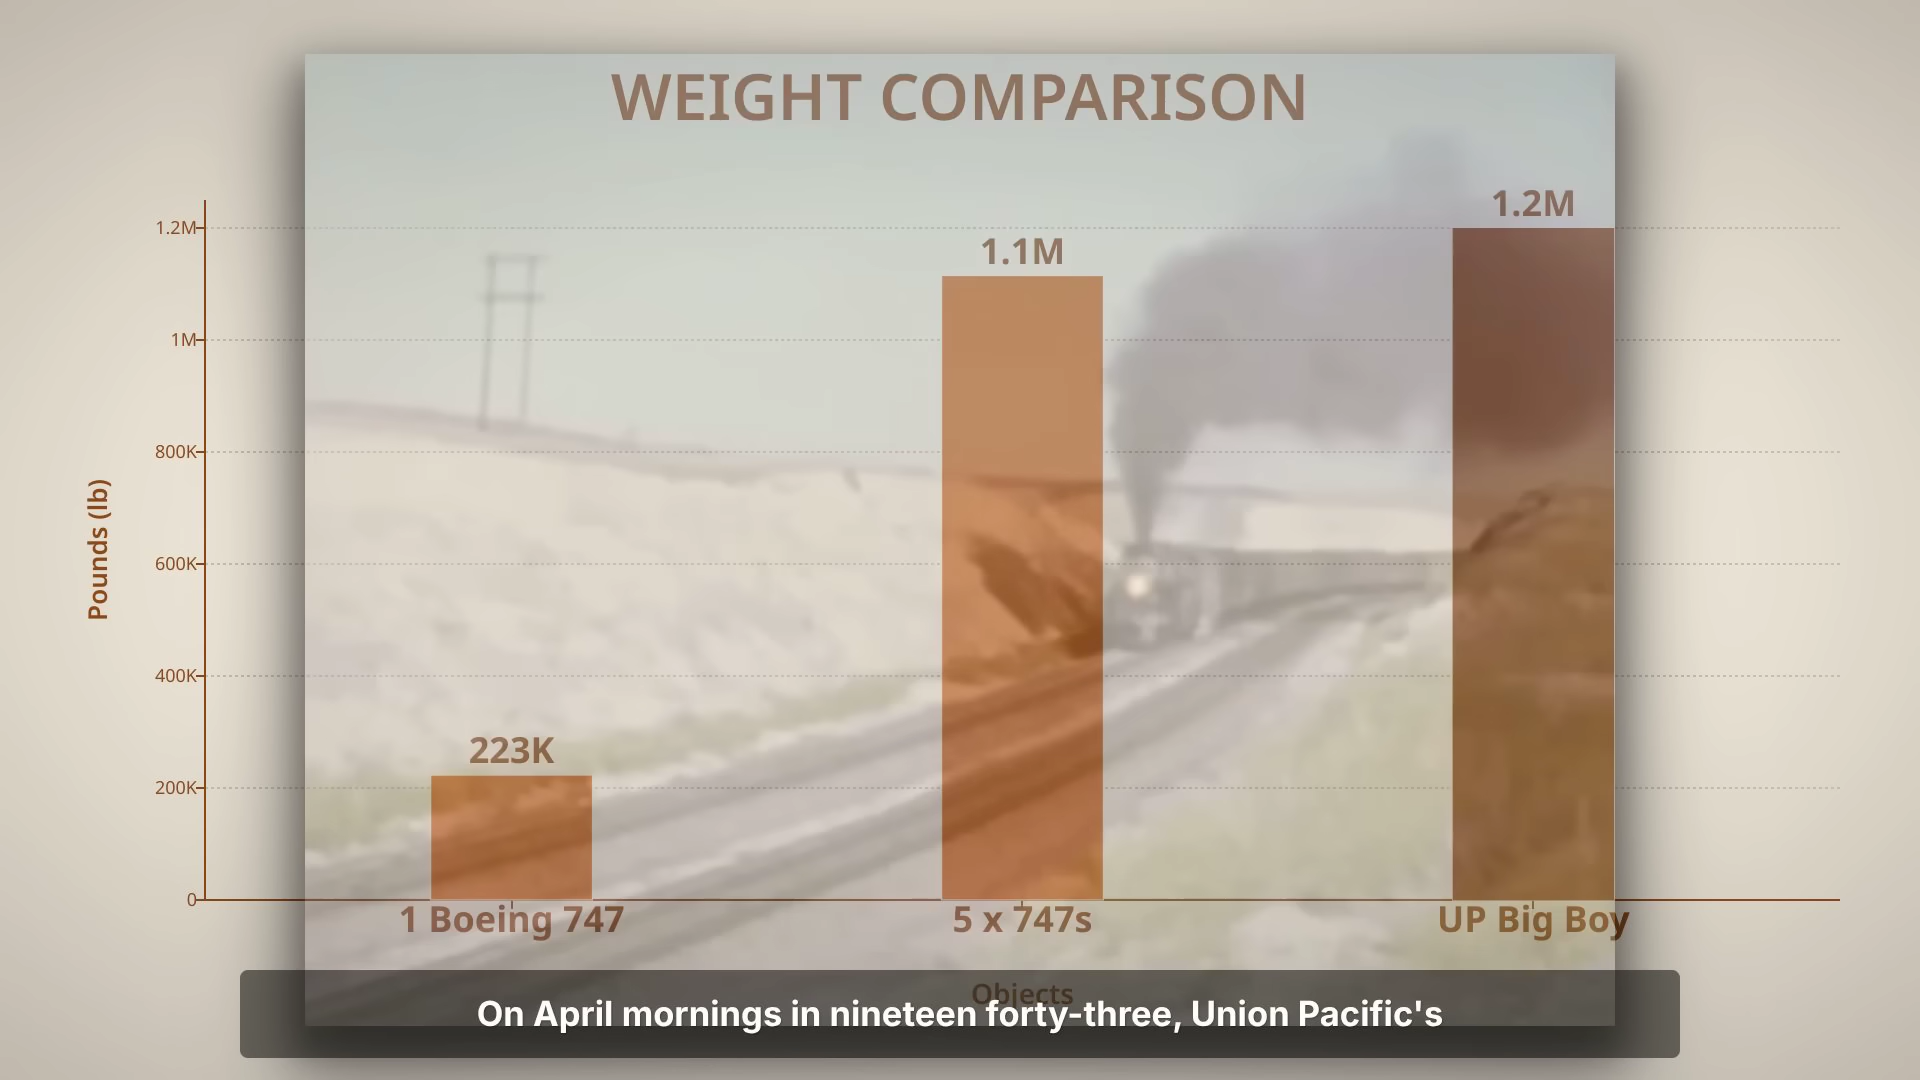 WEIGHT COMPARISON
1.2M
1.1M
223K
1.2M
1M
800K
600K
400K
200K
0
Pounds (lb)
1 Boeing 747
5 x 747s
UP Big Boy
Objects
On April mornings in nineteen forty-three, Union Pacific's